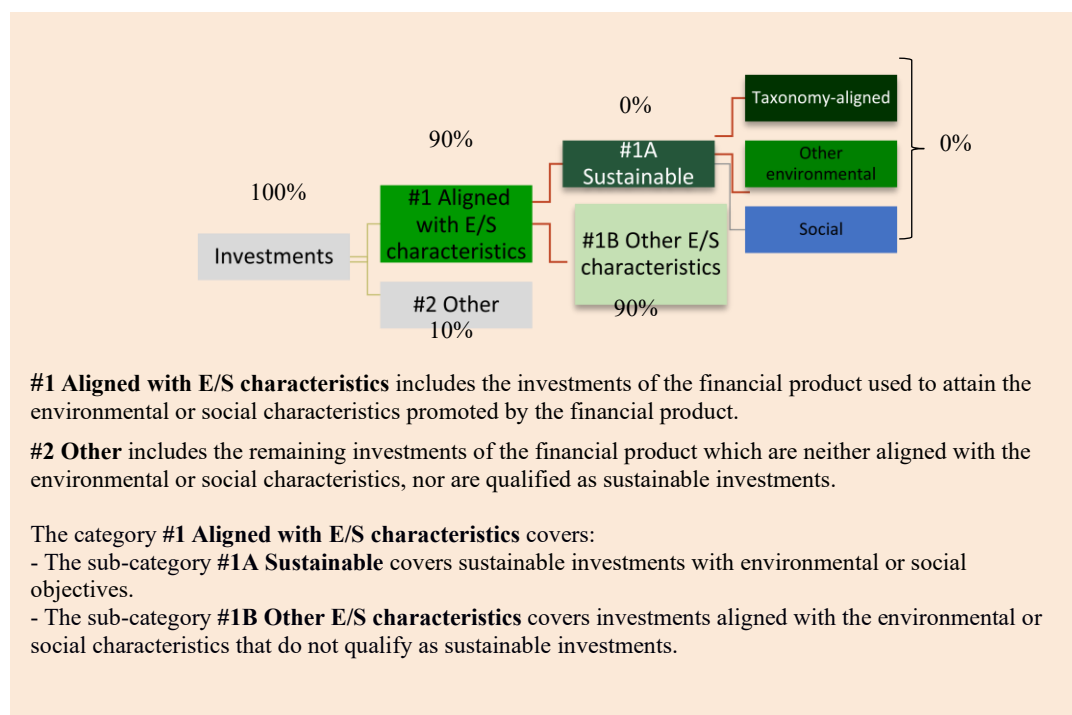 0%
Taxonomy-aligned
90%
0%
#1A
Sustainable
Other
environmental
100%
#1 Aligned
with E/S
characteristics
Social
Investments
#1B Other E/S
characteristics
#2 Other
10%
90%
#1 Aligned with E/S characteristics includes the investments of the financial product used to attain the
environmental or social characteristics promoted by the financial product.
#2 Other includes the remaining investments of the financial product which are neither aligned with the
environmental or social characteristics, nor are qualified as sustainable investments.
The category #1 Aligned with E/S characteristics covers:
- The sub-category #1A Sustainable covers sustainable investments with environmental or social
objectives.
- The sub-category #1B Other E/S characteristics covers investments aligned with the environmental or
social characteristics that do not qualify as sustainable investments.